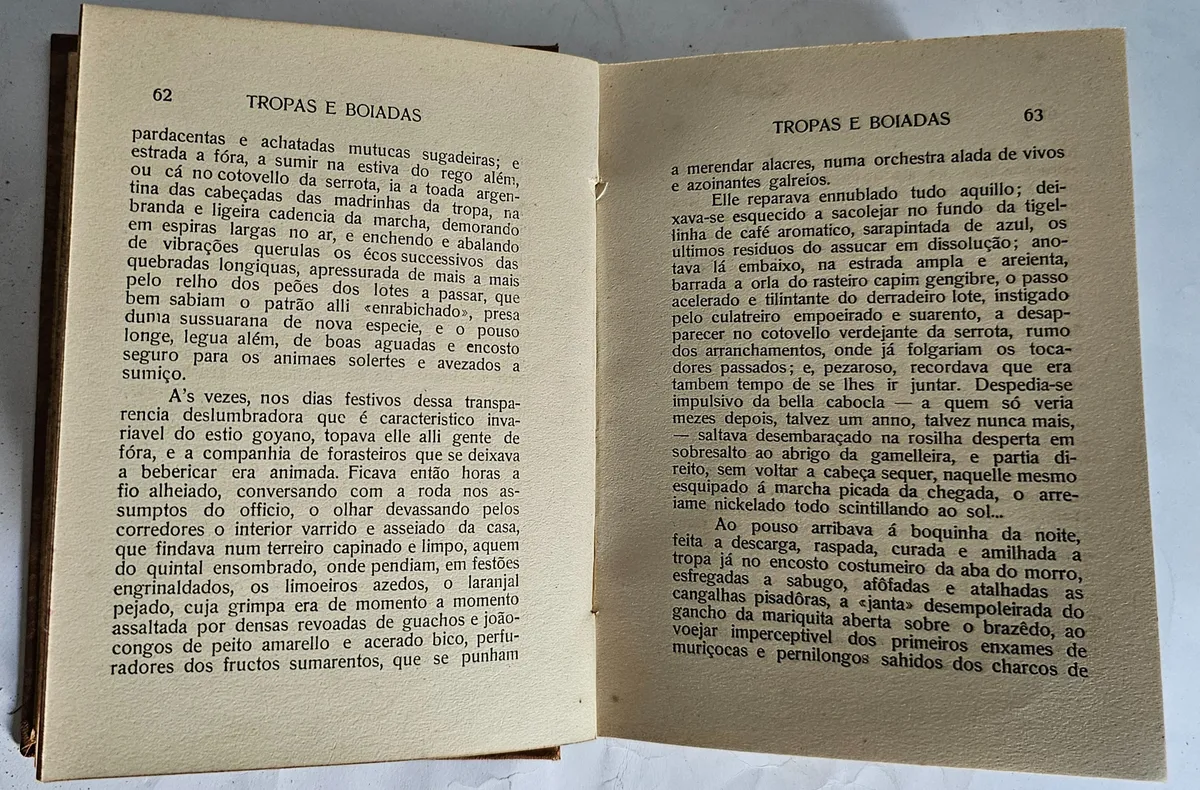 62
TROPAS E BOIADAS
pardacentas e achatadas mutucas sugadeiras; e
estrada a fóra, a sumir na estiva do rego além,
ou cá no cotovello da serrota, ia a toada argen-
tina das cabeçadas das madrinhas da tropa, na
branda e ligeira cadencia da marcha, demorando
em espiras largas no ar, e enchendo e abalando
de vibrações querulas os écos successivos das
quebradas longiquas, apressurada de mais a mais
pelo relho dos peões dos lotes a passar, que
bem sabiam o patrão alli «enrabichado», presa
duma sussuarana de nova especie, e o pouso
longe, legua além, de boas aguadas e encosto
seguro para os animaes solertes e avezados a
sumiço.
A's vezes, nos dias festivos dessa transpa-
rencia deslumbradora que é caracteristico inva-
riavel do estio goyano, topava elle alli gente de
fóra, e a companhia de forasteiros que se deixava
a bebericar era animada. Ficava então horas a
fio alheiado, conversando com a roda nos as-
sumptos do officio, o olhar devassando pelos
corredores o interior varrido e asseiado da casa,
que findava num terreiro capinado e limpo, aquem
do quintal ensombrado, onde pendiam, em festões
engrinaldados, os limoeiros azedos, o laranjal
pejado, cuja grimpa era de momento a momento
assaltada por densas revoadas de guachos e joão-
congos de peito amarello e acerado bico, perfu-
radores dos fructos sumarentos, que se punham
TROPAS E BOIADAS
63
a merendar alacres, numa orchestra alada de vivos
e azoinantes galreios.
Elle reparava ennublado tudo aquillo; dei-
xava-se esquecido a sacolejar no fundo da tigel-
linha de café aromatico, sarapintada de azul, os
ultimos residuos do assucar em dissolução; ano-
tava lá embaixo, na estrada ampla e areienta,
barrada a orla do rasteiro capim gengibre, o passo
acelerado e tilintante do derradeiro lote, instigado
pelo culatreiro empoeirado e suarento, a desap-
parecer no cotovello verdejante da serrota, rumo
dos arranchamentos, onde já folgariam os toca-
dores passados; e, pezaroso, recordava que era
tambem tempo de se lhes ir juntar. Despedia-se
impulsivo da bella cabocla — a quem só veria
mezes depois, talvez um anno, talvez nunca mais,
— saltava desembaraçado na rosilha desperta em
sobresalto ao abrigo da gamelleira, e partia di-
reito, sem voltar a cabeça sequer, naquelle mesmo
esquipado á marcha picada da chegada, o arre-
iame nickelado todo scintillando ao sol...
Ao pouso arribava á boquinha da noite,
feita a descarga, raspada, curada e amilhada a
tropa já no encosto costumeiro da aba do morro,
esfregadas a sabugo, afôfadas e atalhadas as
cangalhas pisadôras, a «janta» desempoleirada do
gancho da mariquita aberta sobre o brazêdo, ao
voejar imperceptivel dos primeiros enxames de
muriçocas e pernilongos sahidos dos charcos de